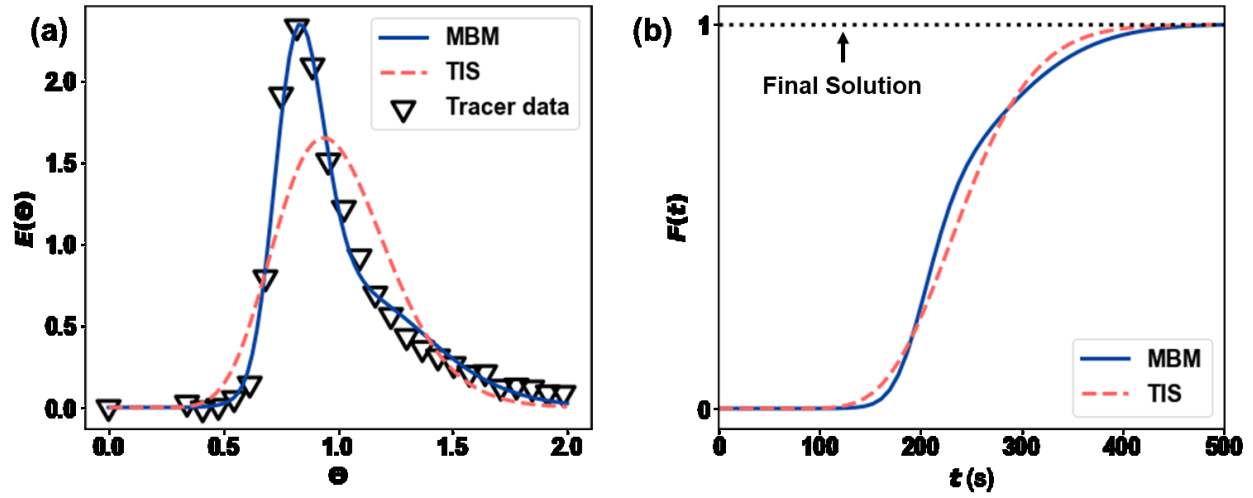 (a)
MBM
TIS
Tracer data
E(Θ)
2.0
1.5
1.0
0.5
0.0
0.0 0.5 1.0 1.5 2.0
Θ
(b)
1
Final Solution
F(t)
MBM
TIS
0
0 100 200 300 400 500
t (s)